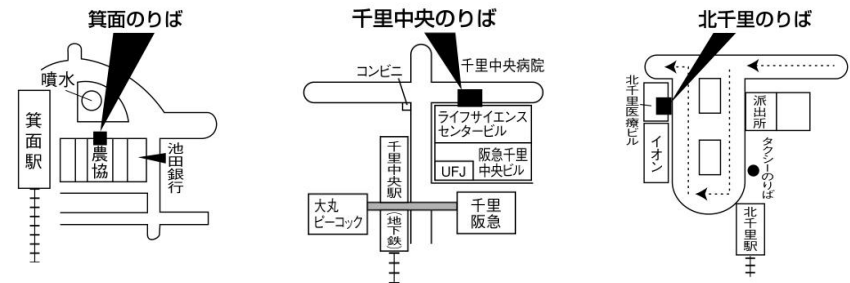 箕面のりば
噴水
箕面駅
農協
池田銀行
千里中央のりば
コンビニ
千里中央病院
ライフサイエンス
センタービル
阪急千里
中央ビル
UFJ
千里中央駅(地下鉄)
大丸
ピーコック
千里
阪急
北千里のりば
北千里医療ビル
イオン
派出所
タクシーのりば
北千里駅